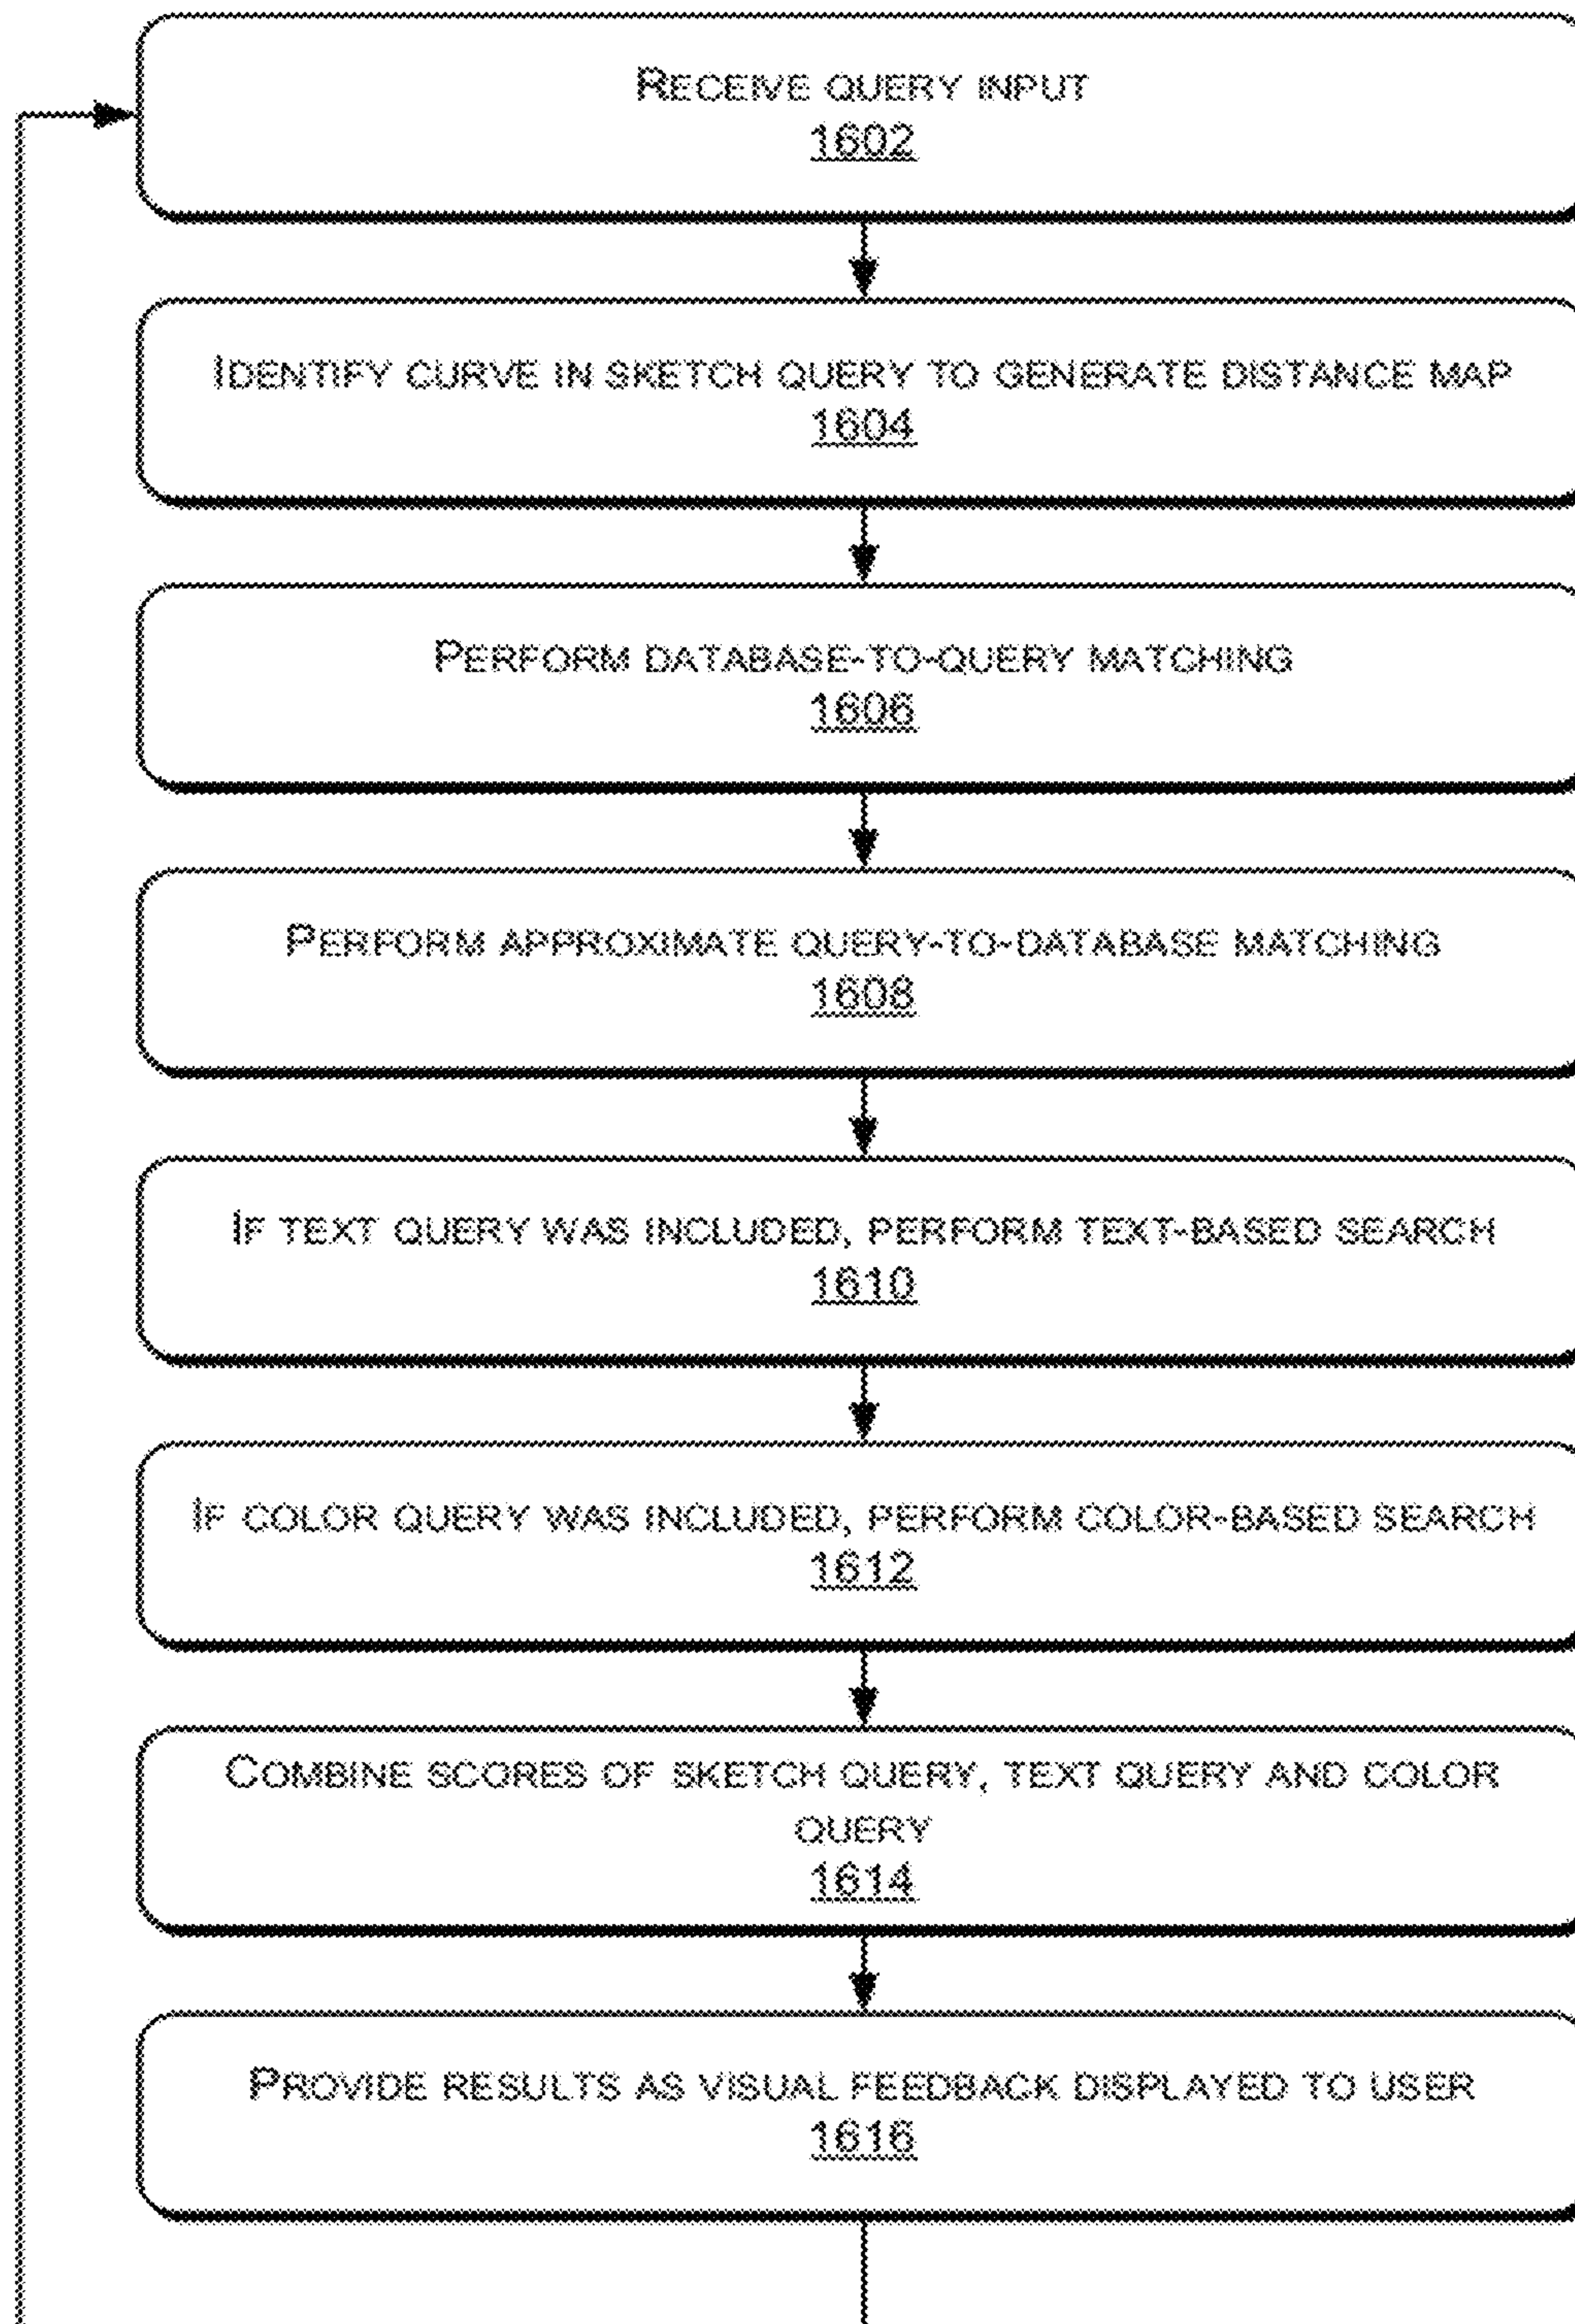 RECEIVE QUERY INPUT
1602
IDENTIFY CURVE IN SKETCH QUERY TO GENERATE DISTANCE MAP
1604
PERFORM DATABASE-TO-QUERY MATCHING
1606
PERFORM APPROXIMATE QUERY-TO-DATABASE MATCHING
1608
IF TEXT QUERY WAS INCLUDED, PERFORM TEXT-BASED SEARCH
1610
IF COLOR QUERY WAS INCLUDED, PERFORM COLOR-BASED SEARCH
1612
COMBINE SCORES OF SKETCH QUERY, TEXT QUERY AND COLOR
QUERY
1614
PROVIDE RESULTS AS VISUAL FEEDBACK DISPLAYED TO USER
1616